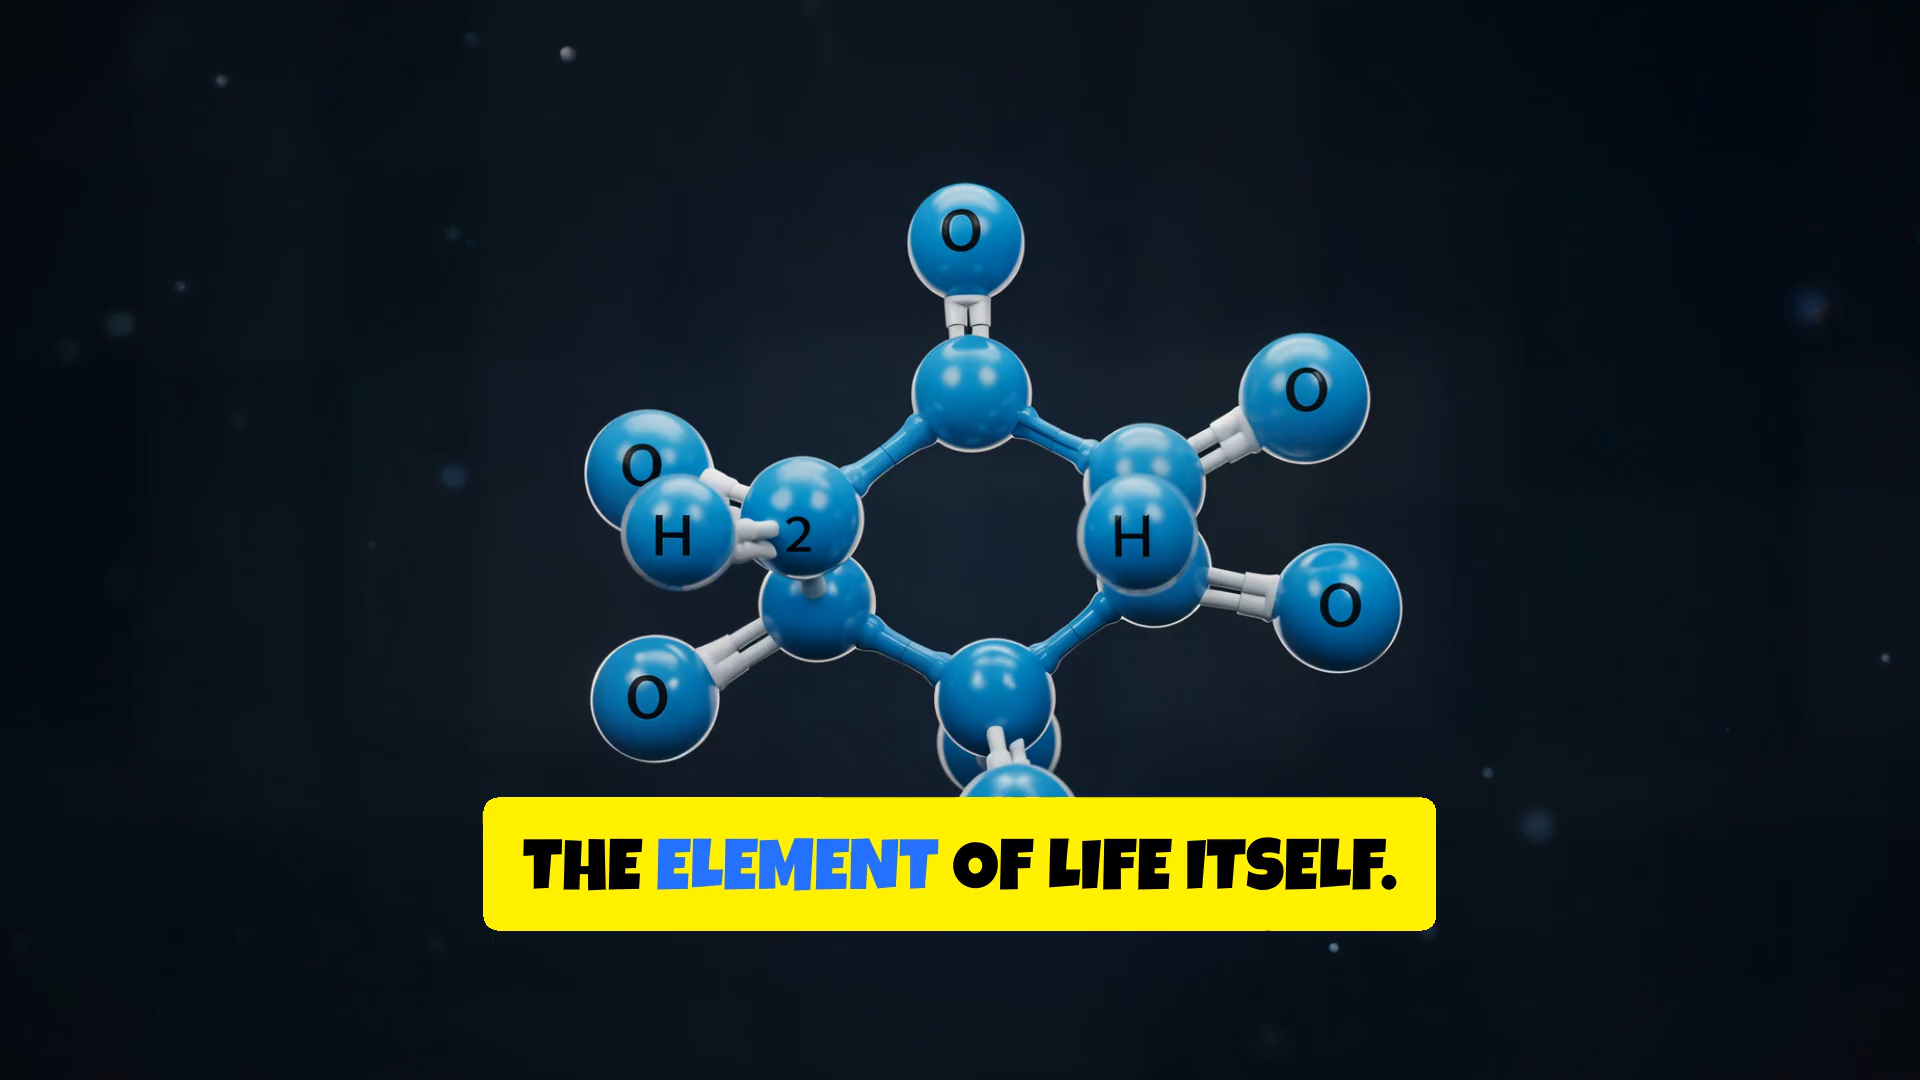 O
O
O
H
2
H
O
O
THE ELEMENT OF LIFE ITSELF.